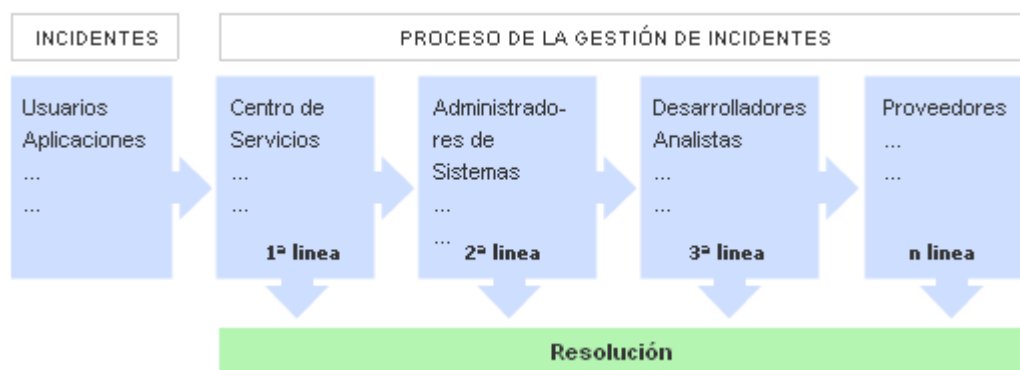 INCIDENTES
PROCESO DE LA GESTIÓN DE INCIDENTES
Usuarios
Aplicaciones
...
...
Centro de
Servicios
...
...
1ª linea
Administrado-
res de
Sistemas
...
...
2ª linea
Desarrolladores
Analistas
...
...
3ª linea
Proveedores
...
...
n linea
Resolución